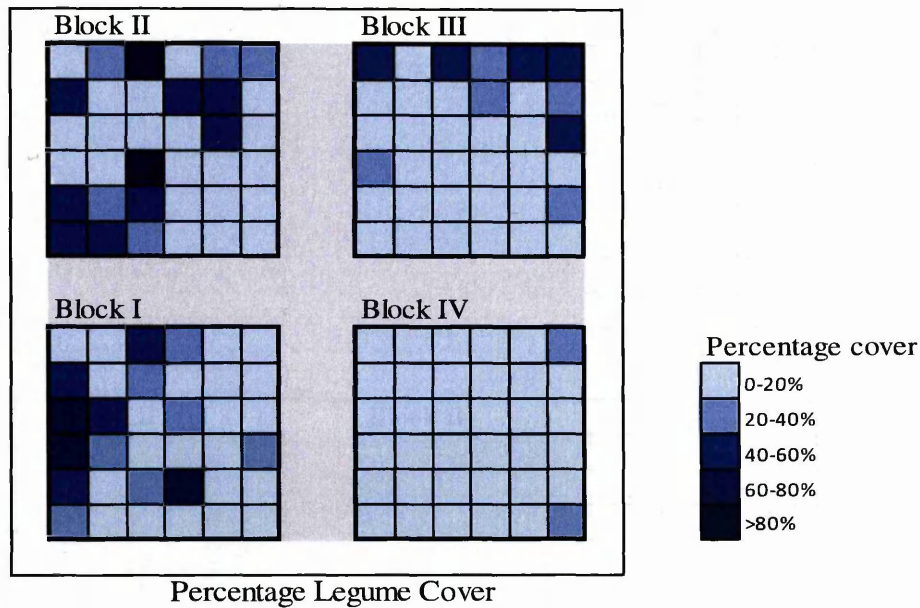 Block II
Block III
Block I
Block IV
Percentage cover
0-20%
20-40%
40-60%
60-80%
>80%
Percentage Legume Cover